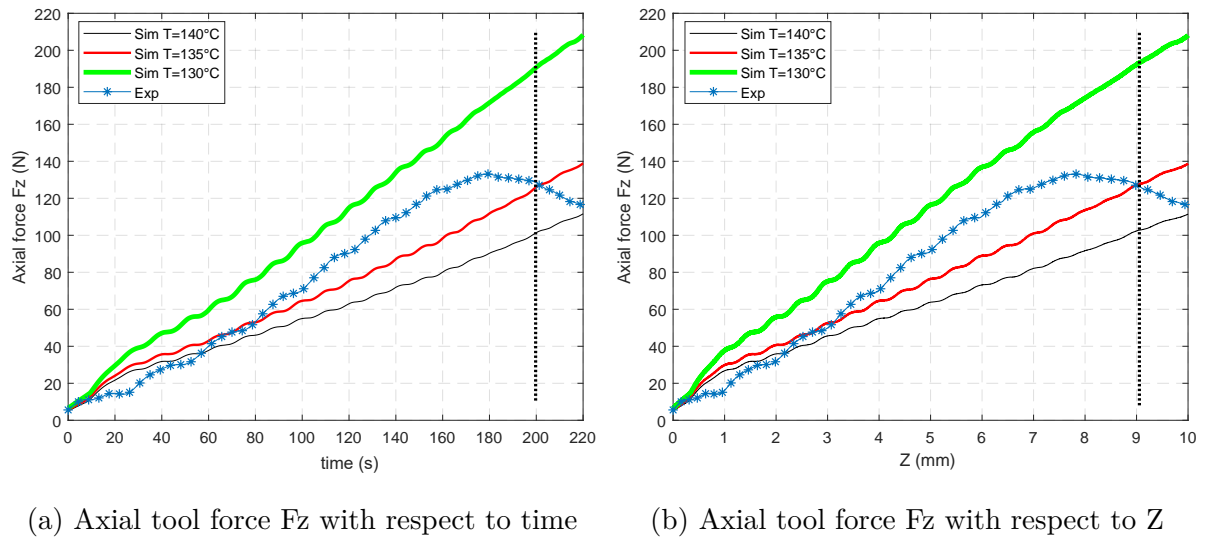 220
200
180
160
140
120
100
80
60
40
20
0
Axial force Fz (N)
Sim T=140°C
Sim T=135°C
Sim T=130°C
Exp
0 20 40 60 80 100 120 140 160 180 200 220
time (s)
(a) Axial tool force Fz with respect to time
220
200
180
160
140
120
100
80
60
40
20
0
Axial force Fz (N)
Sim T=140°C
Sim T=135°C
Sim T=130°C
Exp
0 1 2 3 4 5 6 7 8 9 10
Z (mm)
(b) Axial tool force Fz with respect to Z